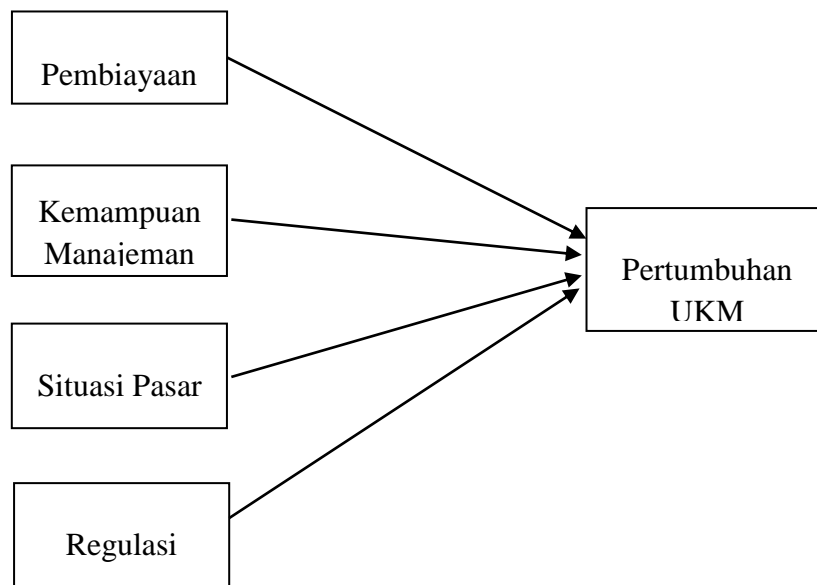 Pembiayaan
Kemampuan
Manajeman
Situasi Pasar
Regulasi
Pertumbuhan
UKM